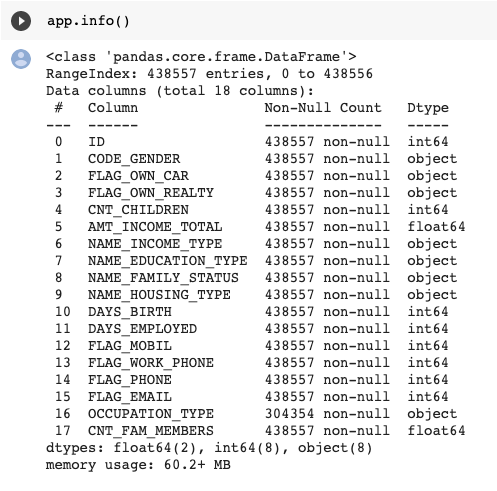 app.info()
<class 'pandas.core.frame.DataFrame'>
RangeIndex: 438557 entries, 0 to 438556
Data columns (total 18 columns):
 #   Column               Non-Null Count   Dtype
---  ------               --------------   -----
 0   ID                   438557 non-null  int64
 1   CODE_GENDER          438557 non-null  object
 2   FLAG_OWN_CAR         438557 non-null  object
 3   FLAG_OWN_REALTY      438557 non-null  object
 4   CNT_CHILDREN         438557 non-null  int64
 5   AMT_INCOME_TOTAL     438557 non-null  float64
 6   NAME_INCOME_TYPE     438557 non-null  object
 7   NAME_EDUCATION_TYPE  438557 non-null  object
 8   NAME_FAMILY_STATUS   438557 non-null  object
 9   NAME_HOUSING_TYPE    438557 non-null  object
 10  DAYS_BIRTH           438557 non-null  int64
 11  DAYS_EMPLOYED        438557 non-null  int64
 12  FLAG_MOBIL           438557 non-null  int64
 13  FLAG_WORK_PHONE      438557 non-null  int64
 14  FLAG_PHONE           438557 non-null  int64
 15  FLAG_EMAIL           438557 non-null  int64
 16  OCCUPATION_TYPE      304354 non-null  object
 17  CNT_FAM_MEMBERS      438557 non-null  float64
dtypes: float64(2), int64(8), object(8)
memory usage: 60.2+ MB